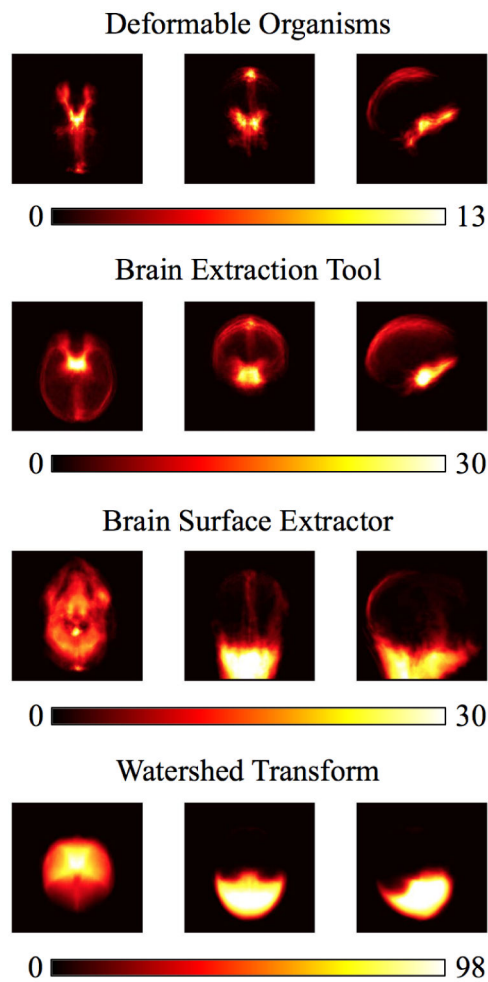 Deformable Organisms
0 13
Brain Extraction Tool
0 30
Brain Surface Extractor
0 30
Watershed Transform
0 98